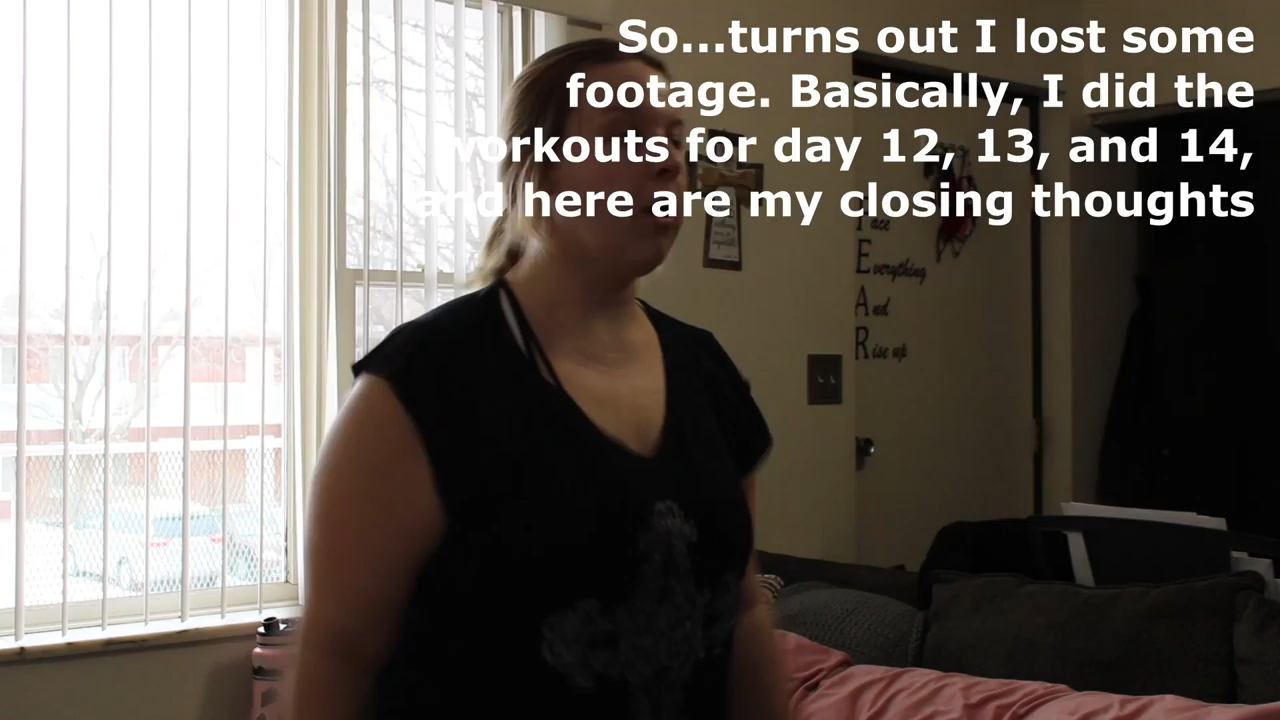 So...turns out I lost some
footage. Basically, I did the
workouts for day 12, 13, and 14,
and here are my closing thoughts
Face
Everything
And
Rise up